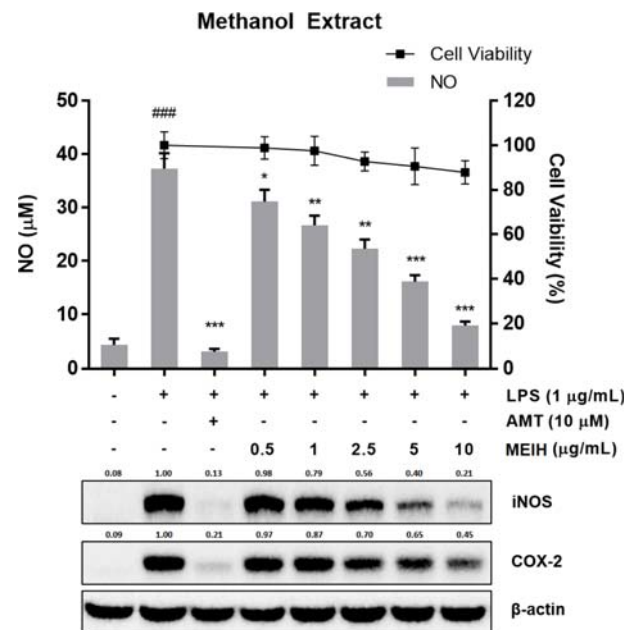 Methanol Extract
Cell Viability
NO
50
40
30
20
10
0
NO (μM)
120
100
80
60
40
20
0
Cell Vaibility (%)
###
*
**
**
***
***
***
- + + + + + + + LPS (1 μg/mL)
- - + - - - - - AMT (10 μM)
- - - 0.5 1 2.5 5 10 MEIH (μg/mL)
0.08 1.00 0.13 0.98 0.79 0.56 0.40 0.21
iNOS
0.09 1.00 0.21 0.97 0.87 0.70 0.65 0.45
COX-2
β-actin